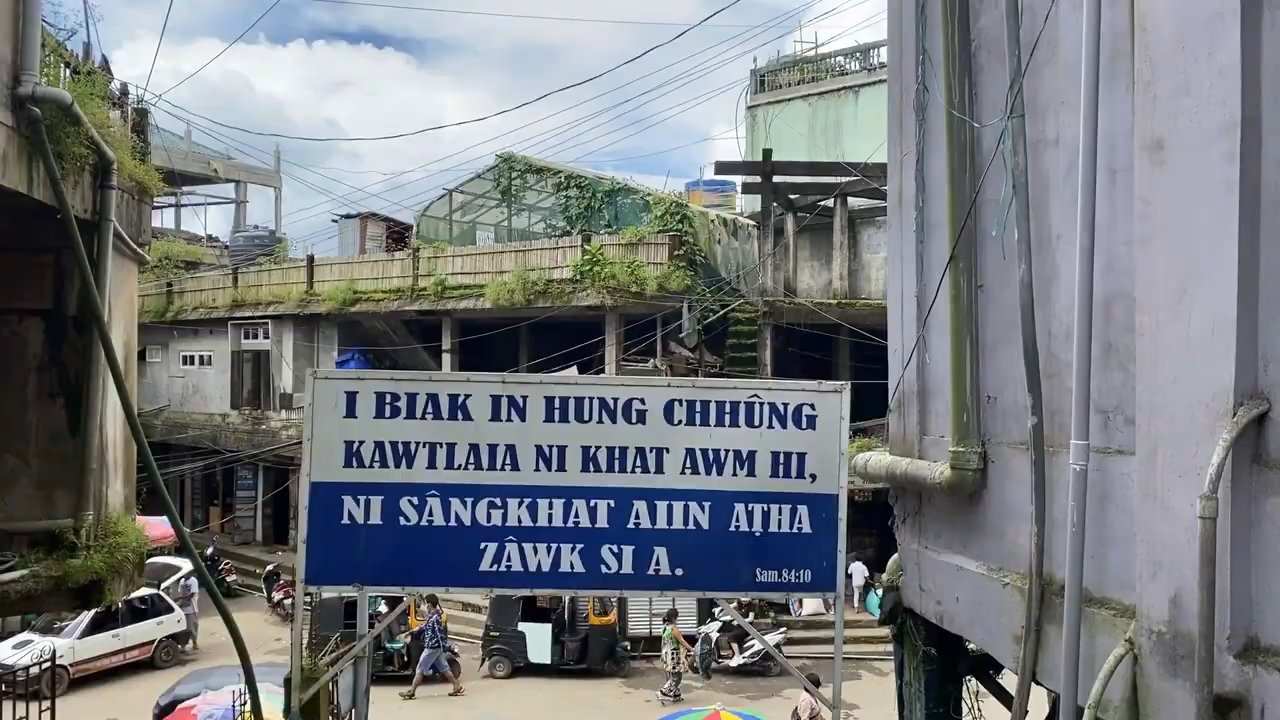 I BIAK IN HUNG CHHÛNG
KAWTLAIA NI KHAT AWM HI,
NI SÂNGKHAT AIIN AṬHA
ZÂWK SI A.
Sam.84:10